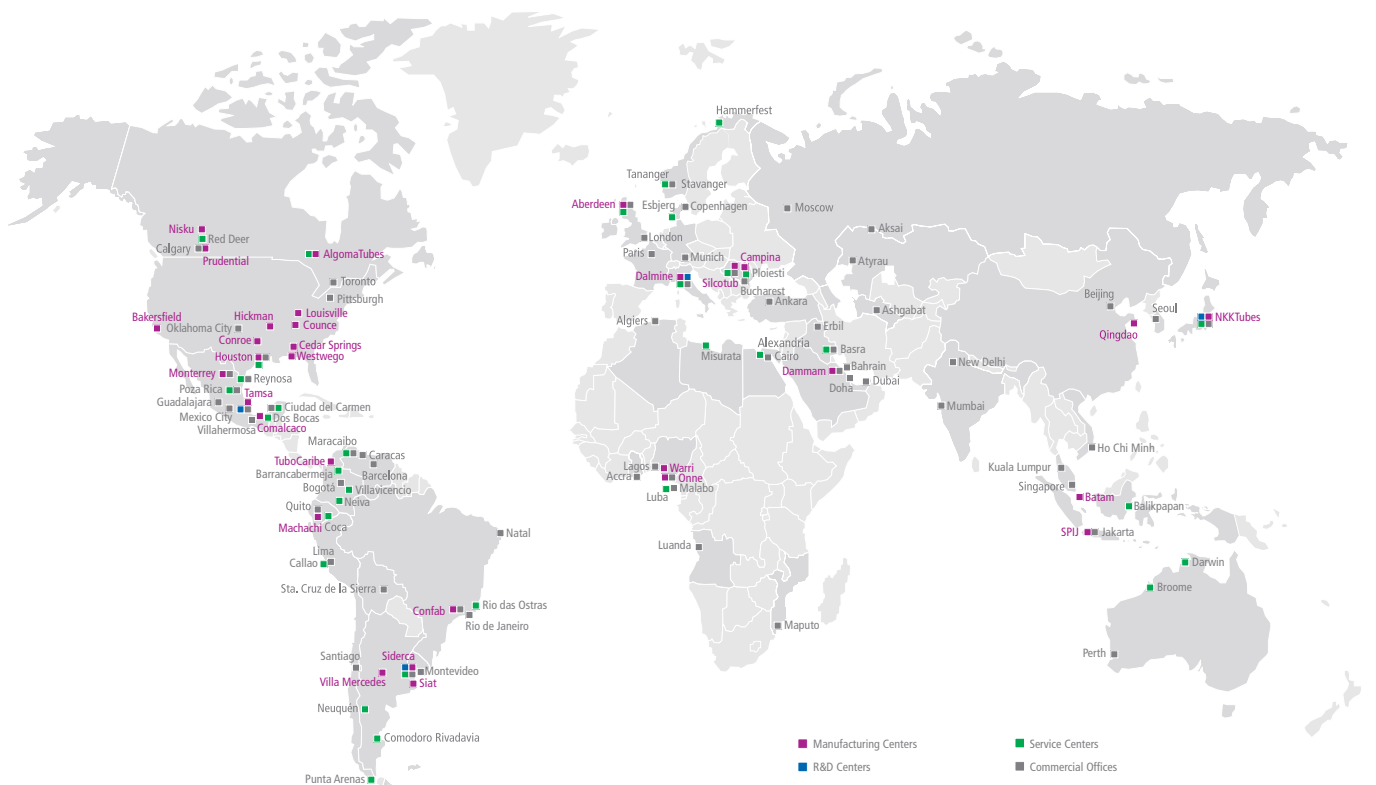 Hammerfest
Tananger
Stavanger
Aberdeen
Esbjerg
Copenhagen
Moscow
Nisku
Red Deer
Aksai
Calgary
London
Prudential
AlgomaTubes
Paris
Munich
Campina
Atyrau
Dalmine
Ploiesti
Silcotub
Toronto
Bucharest
Pittsburgh
Ankara
Ashgabat
Beijing
Seoul
Bakersfield
Hickman
Louisville
NKKTubes
Oklahoma City
Counce
Algiers
Erbil
Qingdao
Conroe
Cedar Springs
Alexandria
Basra
Houston
Westwego
Misurata
Cairo
New Delhi
Monterrey
Reynosa
Dammam
Bahrain
Poza Rica
Doha
Dubai
Tamsa
Guadalajara
Ciudad del Carmen
Mumbai
Mexico City
Dos Bocas
Villahermosa
Comalcaco
Maracaibo
Caracas
Ho Chi Minh
TuboCaribe
Barrancabermeja
Barcelona
Lagos
Warri
Kuala Lumpur
Accra
Onne
Bogotá
Villavicencio
Malabo
Singapore
Luba
Batam
Neiva
Quito
Balikpapan
Machachi
Coca
Natal
SPIJ
Jakarta
Luanda
Lima
Callao
Darwin
Sta. Cruz de la Sierra
Broome
Confab
Rio das Ostras
Rio de Janeiro
Maputo
Santiago
Siderca
Perth
Montevideo
Villa Mercedes
Siat
Neuquén
Comodoro Rivadavia
Manufacturing Centers
Service Centers
R&D Centers
Commercial Offices
Punta Arenas